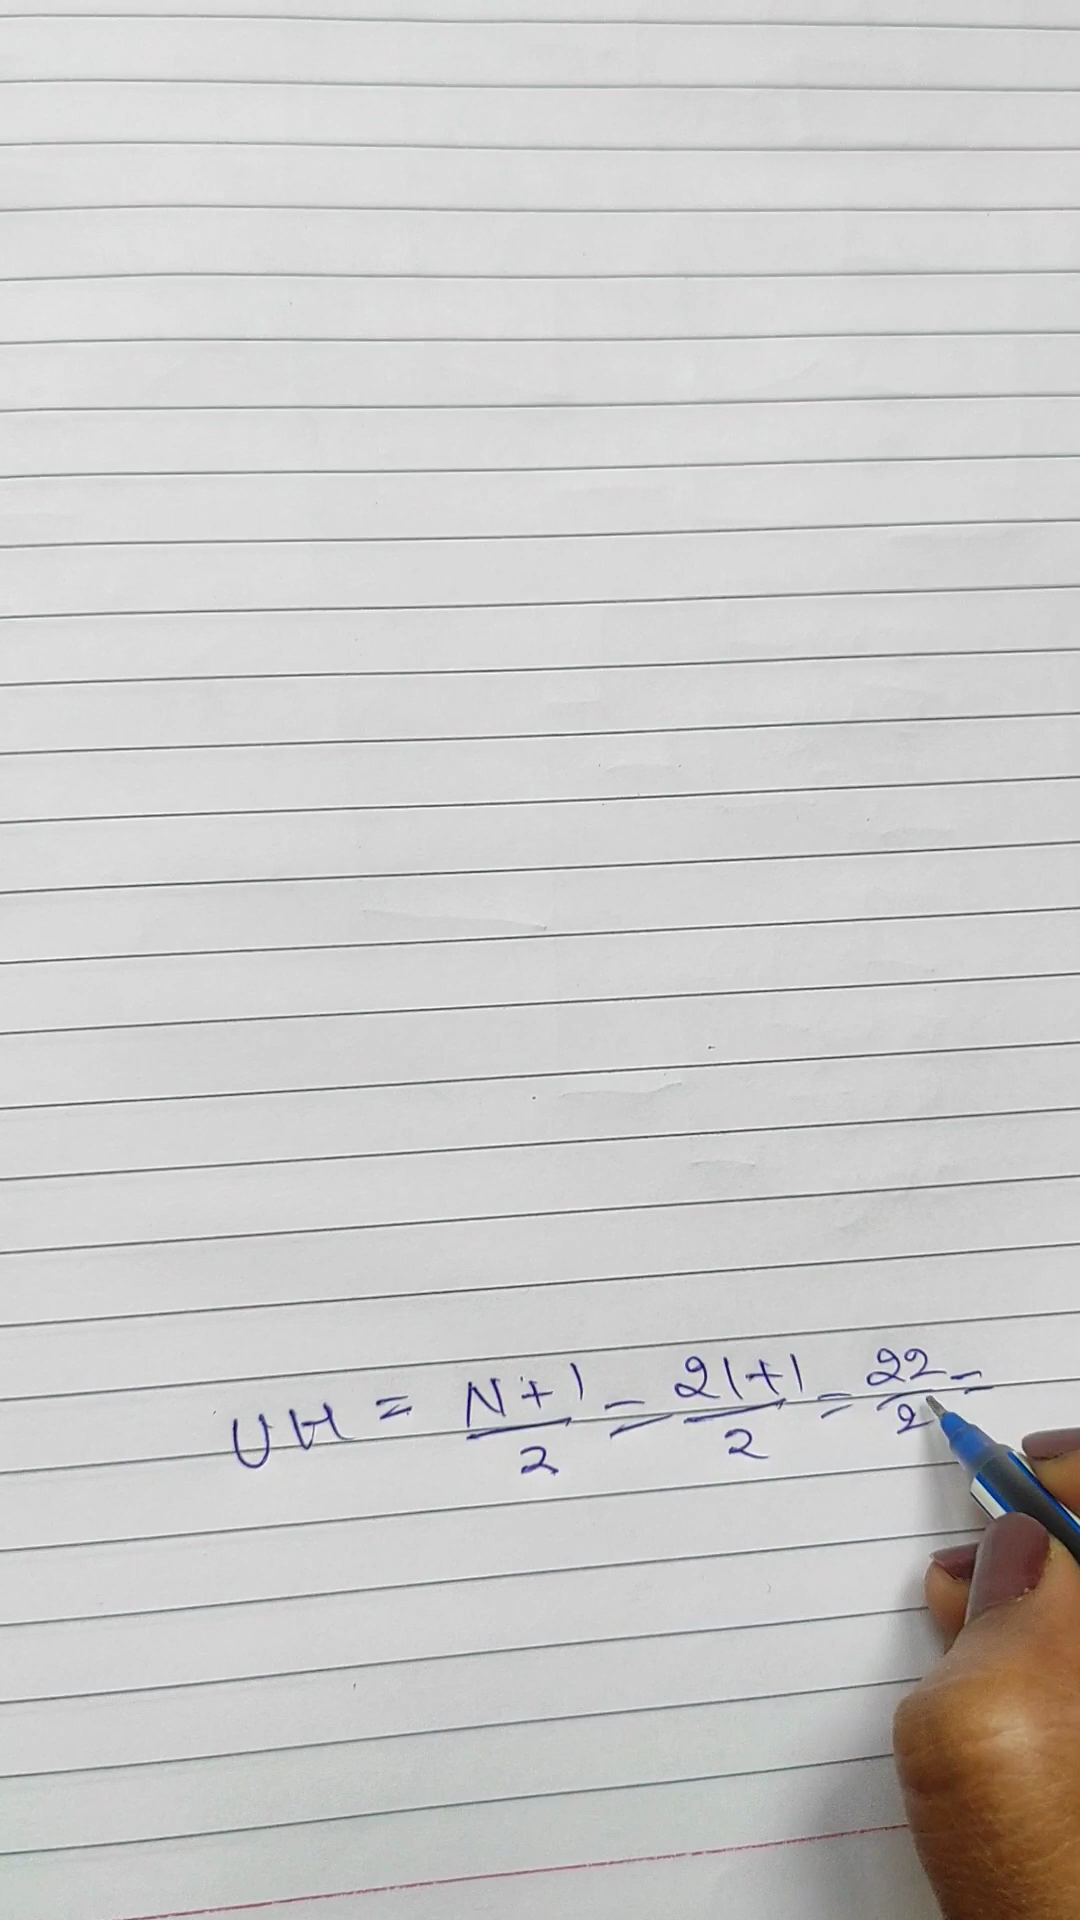 UH = N+1/2 = 21+1/2 = 22/2 =